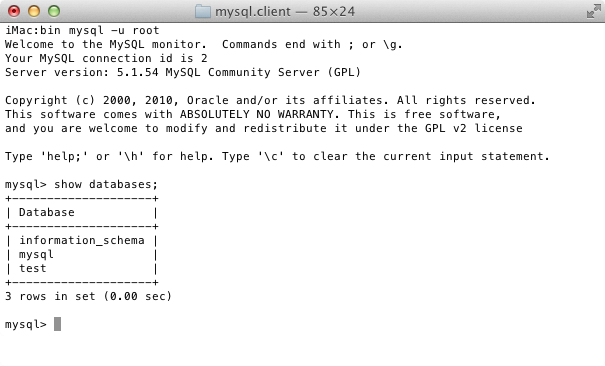 mysql.client — 85×24
iMac:bin mysql -u root
Welcome to the MySQL monitor.  Commands end with ; or \g.
Your MySQL connection id is 2
Server version: 5.1.54 MySQL Community Server (GPL)
Copyright (c) 2000, 2010, Oracle and/or its affiliates. All rights reserved.
This software comes with ABSOLUTELY NO WARRANTY. This is free software,
and you are welcome to modify and redistribute it under the GPL v2 license
Type 'help;' or '\h' for help. Type '\c' to clear the current input statement.
mysql> show databases;
+--------------------+
| Database           |
+--------------------+
| information_schema |
| mysql              |
| test               |
+--------------------+
3 rows in set (0.00 sec)
mysql>